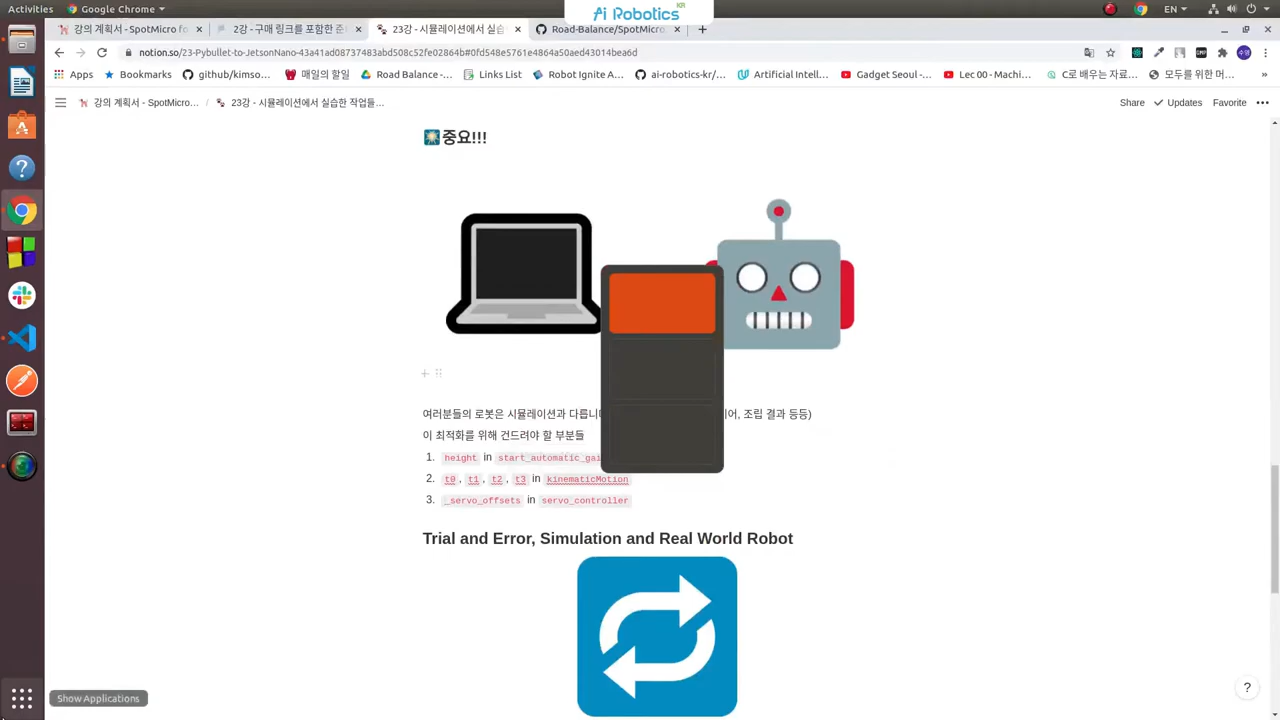 Activities
Google Chrome
Ai Robotics KR
EN
강의 계획서 - SpotMicro fo
2강 - 구매 링크를 포함한 준비
23강 - 시뮬레이션에서 실습한
Road-Balance/SpotMicro
notion.so/23-Pybullet-to-JetsonNano-43a41ad08737483abd508c52fe02864b#0fd548e5761e4864a50aed43014bea6d
Apps
Bookmarks
github/kimso...
매일의 할일
Road Balance -...
Links List
Robot Ignite A...
ai-robotics-kr/...
Artificial Intell...
Gadget Seoul -...
Lec 00 - Machi...
C로 배우는 자료...
모두를 위한 머...
»
강의 계획서 - SpotMicro... / 23강 - 시뮬레이션에서 실습한 작업들...
Share
Updates
Favorite
중요!!!
여러분들의 로봇은 시뮬레이션과 다릅니다
어, 조립 결과 등등)
이 최적화를 위해 건드려야 할 부분들
1. height in start_automatic_gai
2. t0, t1, t2, t3 in kinematicMotion
3. _servo_offsets in servo_controller
Trial and Error, Simulation and Real World Robot
Show Applications
?